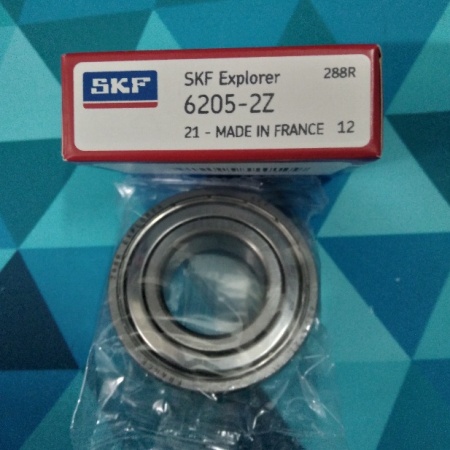 SKF
SKF Explorer 288R
6205-2Z
21 - MADE IN FRANCE 12